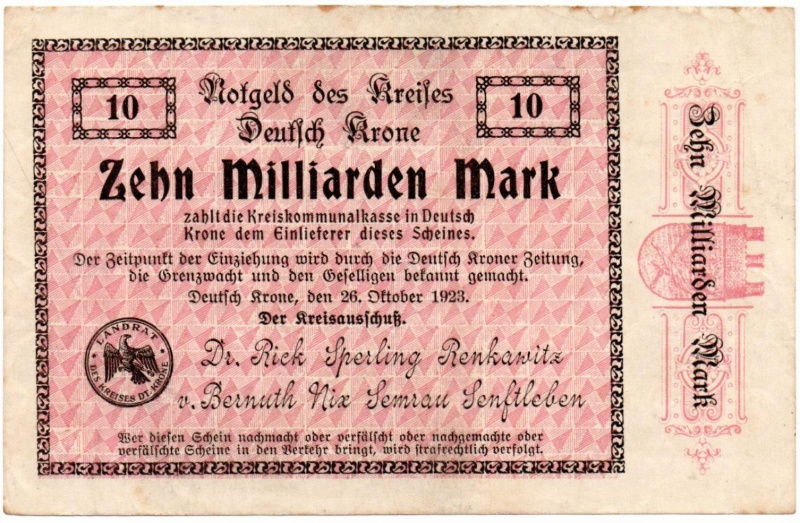 10
Notgeld des Kreises
Deutsch Krone
10
Zehn Milliarden Mark
zahlt die Kreiskommunalkasse in Deutsch
Krone dem Einlieferer dieses Scheines.
Der Zeitpunkt der Einziehung wird durch die Deutsch Kroner Zeitung,
die Grenzwacht und den Geselligen bekannt gemacht.
Deutsch Krone, den 26. Oktober 1923.
Der Kreisausschuß.
Dr. Rick Sperling Renkawitz
v. Bernuth Nix Semrau Senftleben
LANDRAT
DES KREISES DT. KRONE
Wer diesen Schein nachmacht oder verfälscht oder nachgemachte oder
verfälschte Scheine in den Verkehr bringt, wird strafrechtlich verfolgt.
Zehn Milliarden Mark